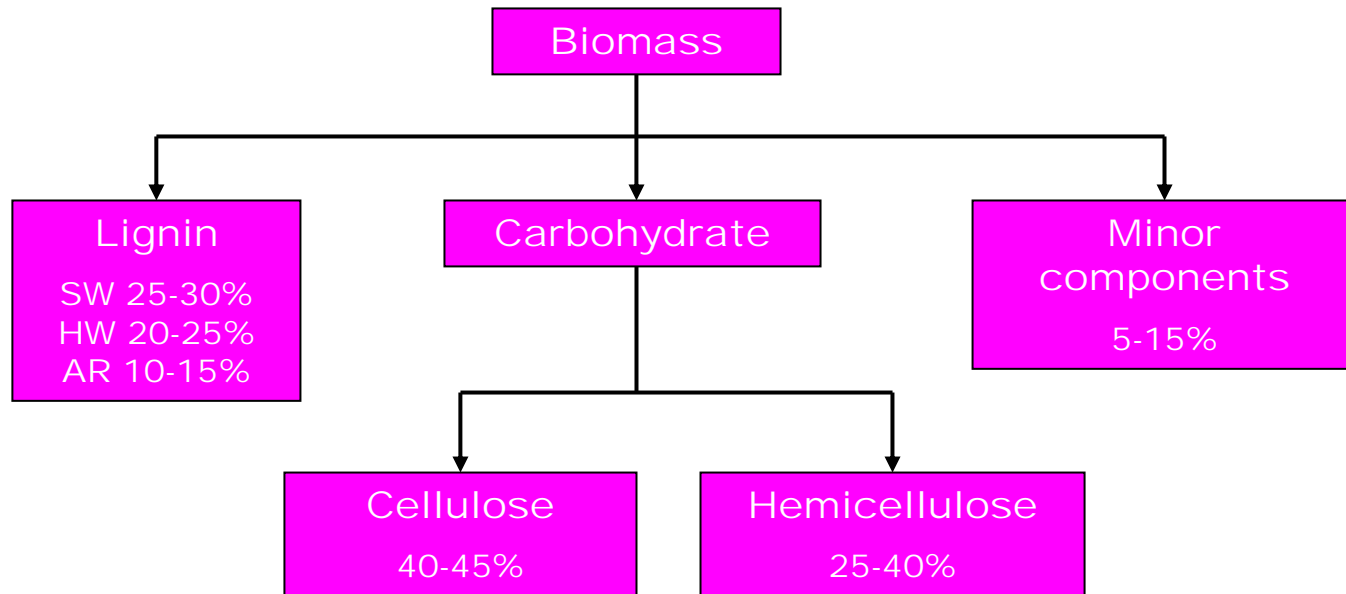 Biomass
Lignin
SW 25-30%
HW 20-25%
AR 10-15%
Carbohydrate
Minor
components
5-15%
Cellulose
40-45%
Hemicellulose
25-40%